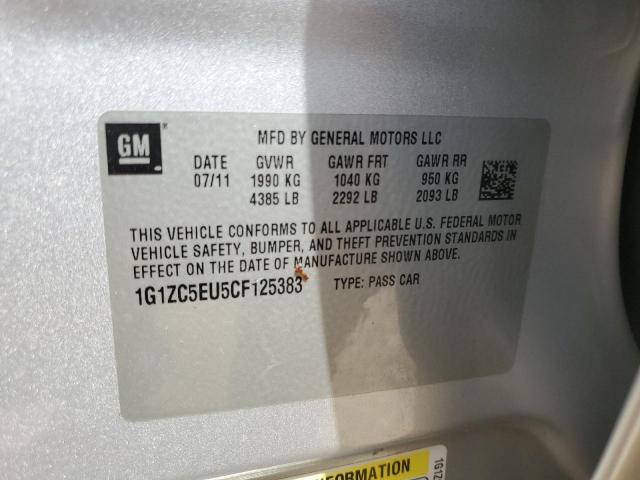 GM
MFD BY GENERAL MOTORS LLC
DATE GVWR GAWR FRT GAWR RR
07/11 1990 KG 1040 KG 950 KG
4385 LB 2292 LB 2093 LB
THIS VEHICLE CONFORMS TO ALL APPLICABLE U.S. FEDERAL MOTOR
VEHICLE SAFETY, BUMPER, AND THEFT PREVENTION STANDARDS IN
EFFECT ON THE DATE OF MANUFACTURE SHOWN ABOVE.
1G1ZC5EU5CF125383 TYPE: PASS CAR
1G1Z